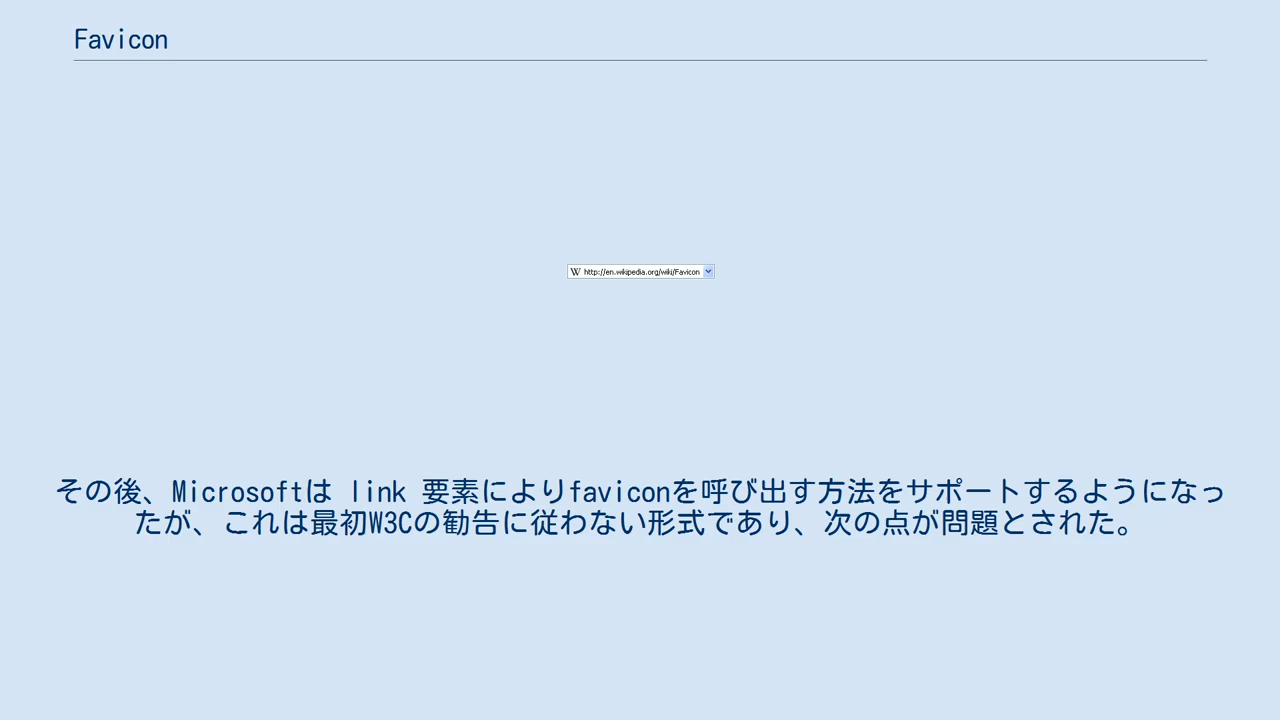 Favicon
W http://en.wikipedia.org/wiki/Favicon
その後、Microsoftは link 要素によりfaviconを呼び出す方法をサポートするようになっ
たが、これは最初W3Cの勧告に従わない形式であり、次の点が問題とされた。